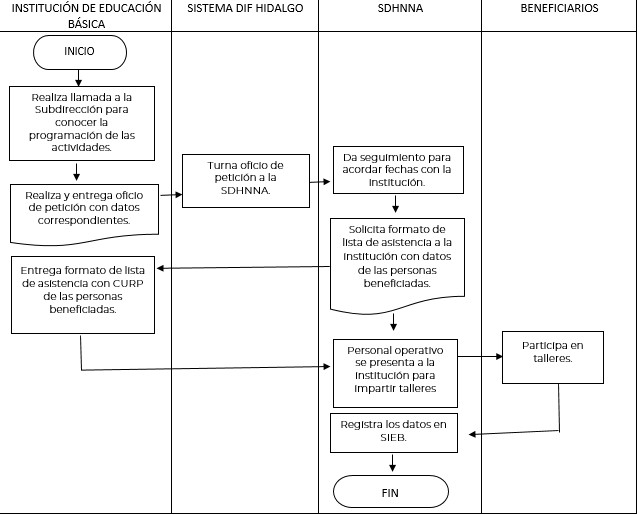 INSTITUCIÓN DE EDUCACIÓN
BÁSICA
SISTEMA DIF HIDALGO
SDHNNA
BENEFICIARIOS
INICIO
Realiza llamada a la
Subdirección para
conocer la
programación de las
actividades.
Realiza y entrega oficio
de petición con datos
correspondientes.
Turna oficio de
petición a la
SDHNNA.
Da seguimiento para
acordar fechas con la
institución.
Solicita formato de
lista de asistencia a la
institución con datos
de las personas
beneficiadas.
Entrega formato de lista
de asistencia con CURP
de las personas
beneficiadas.
Personal operativo
se presenta a la
institución para
impartir talleres
Participa en
talleres.
Registra los datos en
SIEB.
FIN